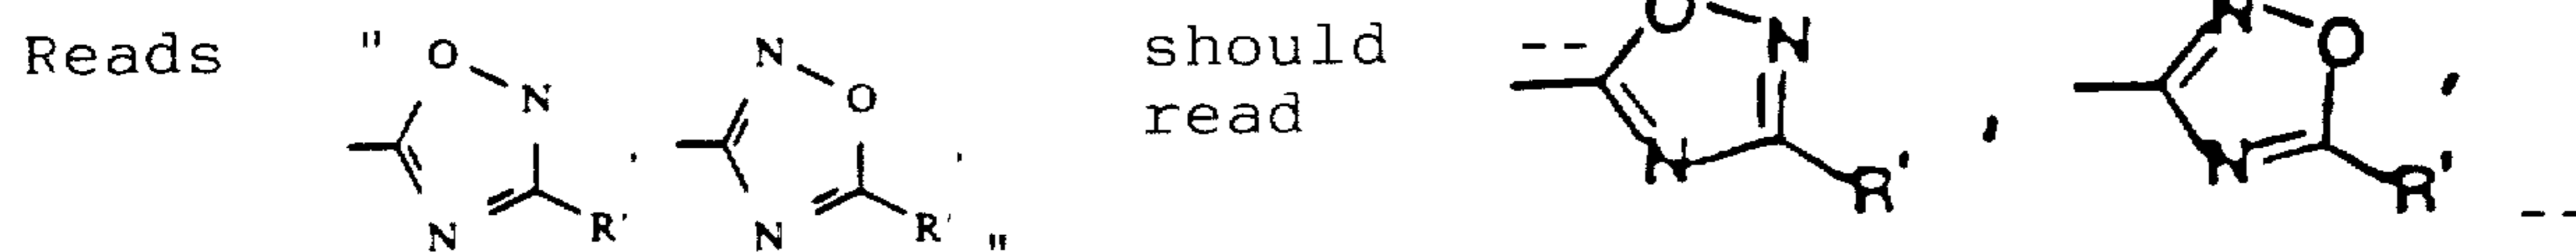 Reads " O N N R' , N O N R' , " should -- O N N R' , N O N R' , --
read